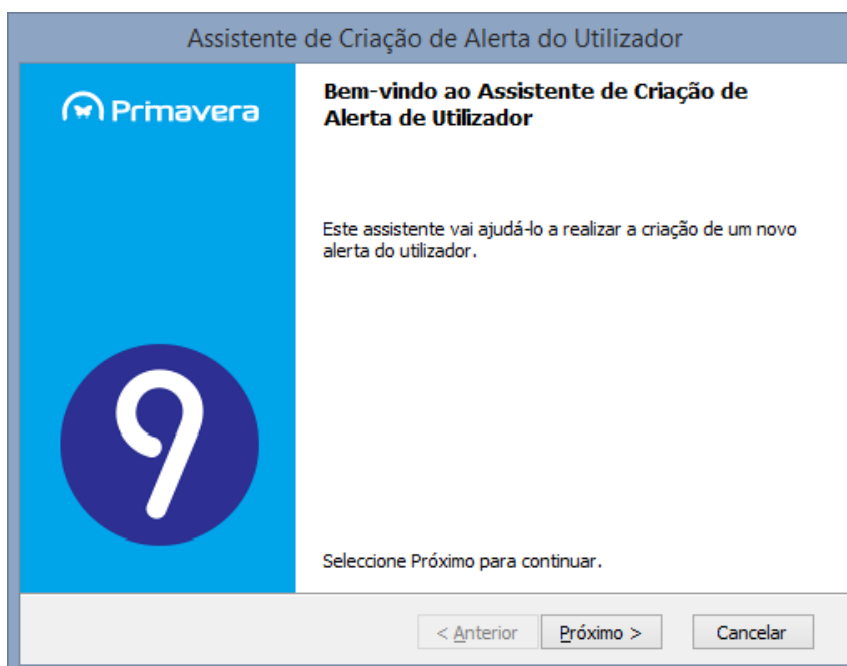 Assistente de Criação de Alerta do Utilizador
Primavera
Bem-vindo ao Assistente de Criação de
Alerta de Utilizador
Este assistente vai ajudá-lo a realizar a criação de um novo
alerta do utilizador.
9
Seleccione Próximo para continuar.
< Anterior Próximo > Cancelar